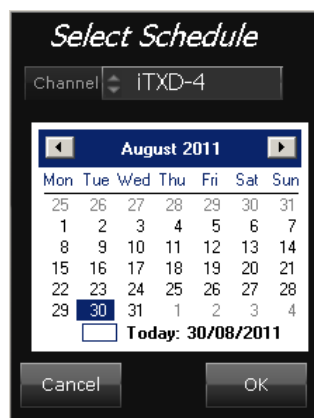 Select Schedule
Channel iTXD-4
August 2011
Mon Tue Wed Thu Fri Sat Sun
25 26 27 28 29 30 31
1 2 3 4 5 6 7
8 9 10 11 12 13 14
15 16 17 18 19 20 21
22 23 24 25 26 27 28
29 30 31 1 2 3 4
Today: 30/08/2011
Cancel OK